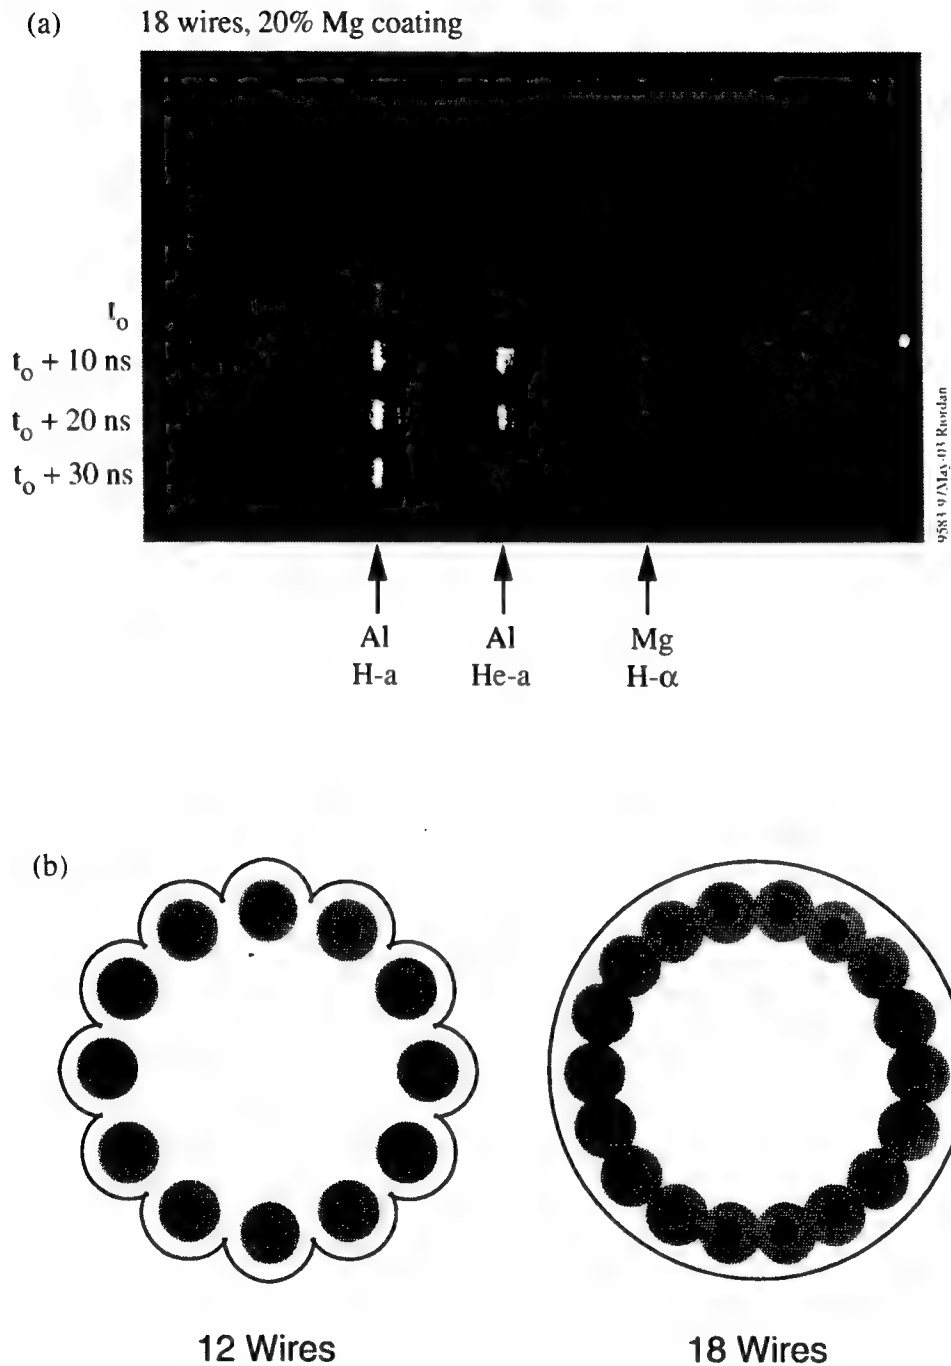 (a) 18 wires, 20% Mg coating
t₀
t₀ + 10 ns
t₀ + 20 ns
t₀ + 30 ns
Al Al Mg
H-a He-a H-α
(b)
12 Wires 18 Wires